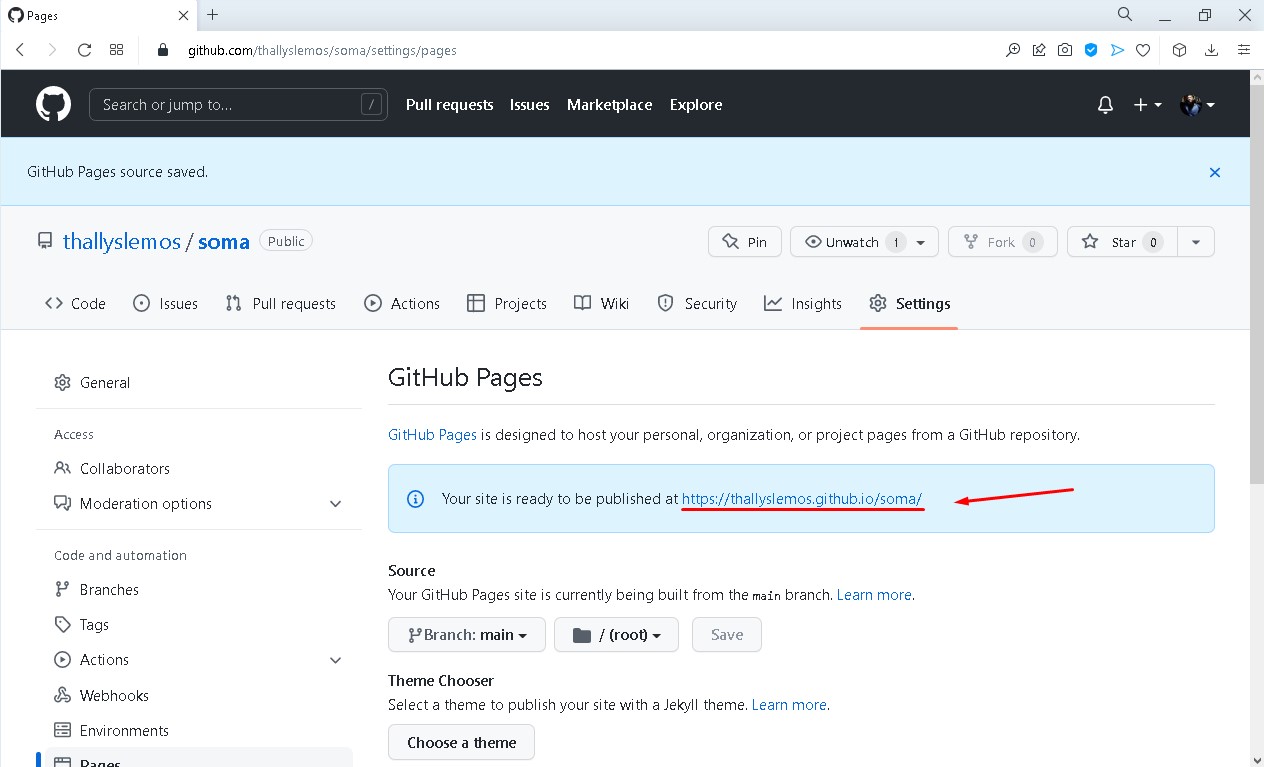 Pages
github.com/thallyslemos/soma/settings/pages
Search or jump to... /
Pull requests Issues Marketplace Explore
GitHub Pages source saved.
thallyslemos / soma Public
Pin Unwatch 1 Fork 0 Star 0
Code Issues Pull requests Actions Projects Wiki Security Insights Settings
General
Access
Collaborators
Moderation options
Code and automation
Branches
Tags
Actions
Webhooks
Environments
Pages
GitHub Pages
GitHub Pages is designed to host your personal, organization, or project pages from a GitHub repository.
Your site is ready to be published at https://thallyslemos.github.io/soma/
Source
Your GitHub Pages site is currently being built from the main branch. Learn more.
Branch: main / (root) Save
Theme Chooser
Select a theme to publish your site with a Jekyll theme. Learn more.
Choose a theme